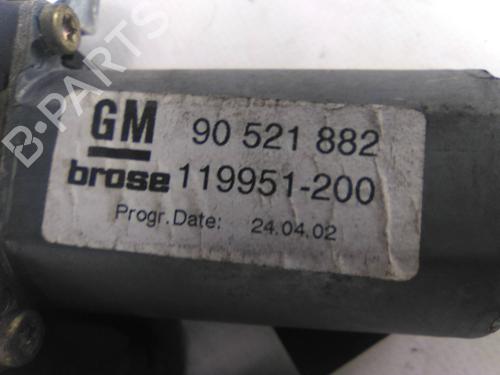 GM 90 521 882
brose 119951-200
Progr.Date: 24.04.02
B-PARTS